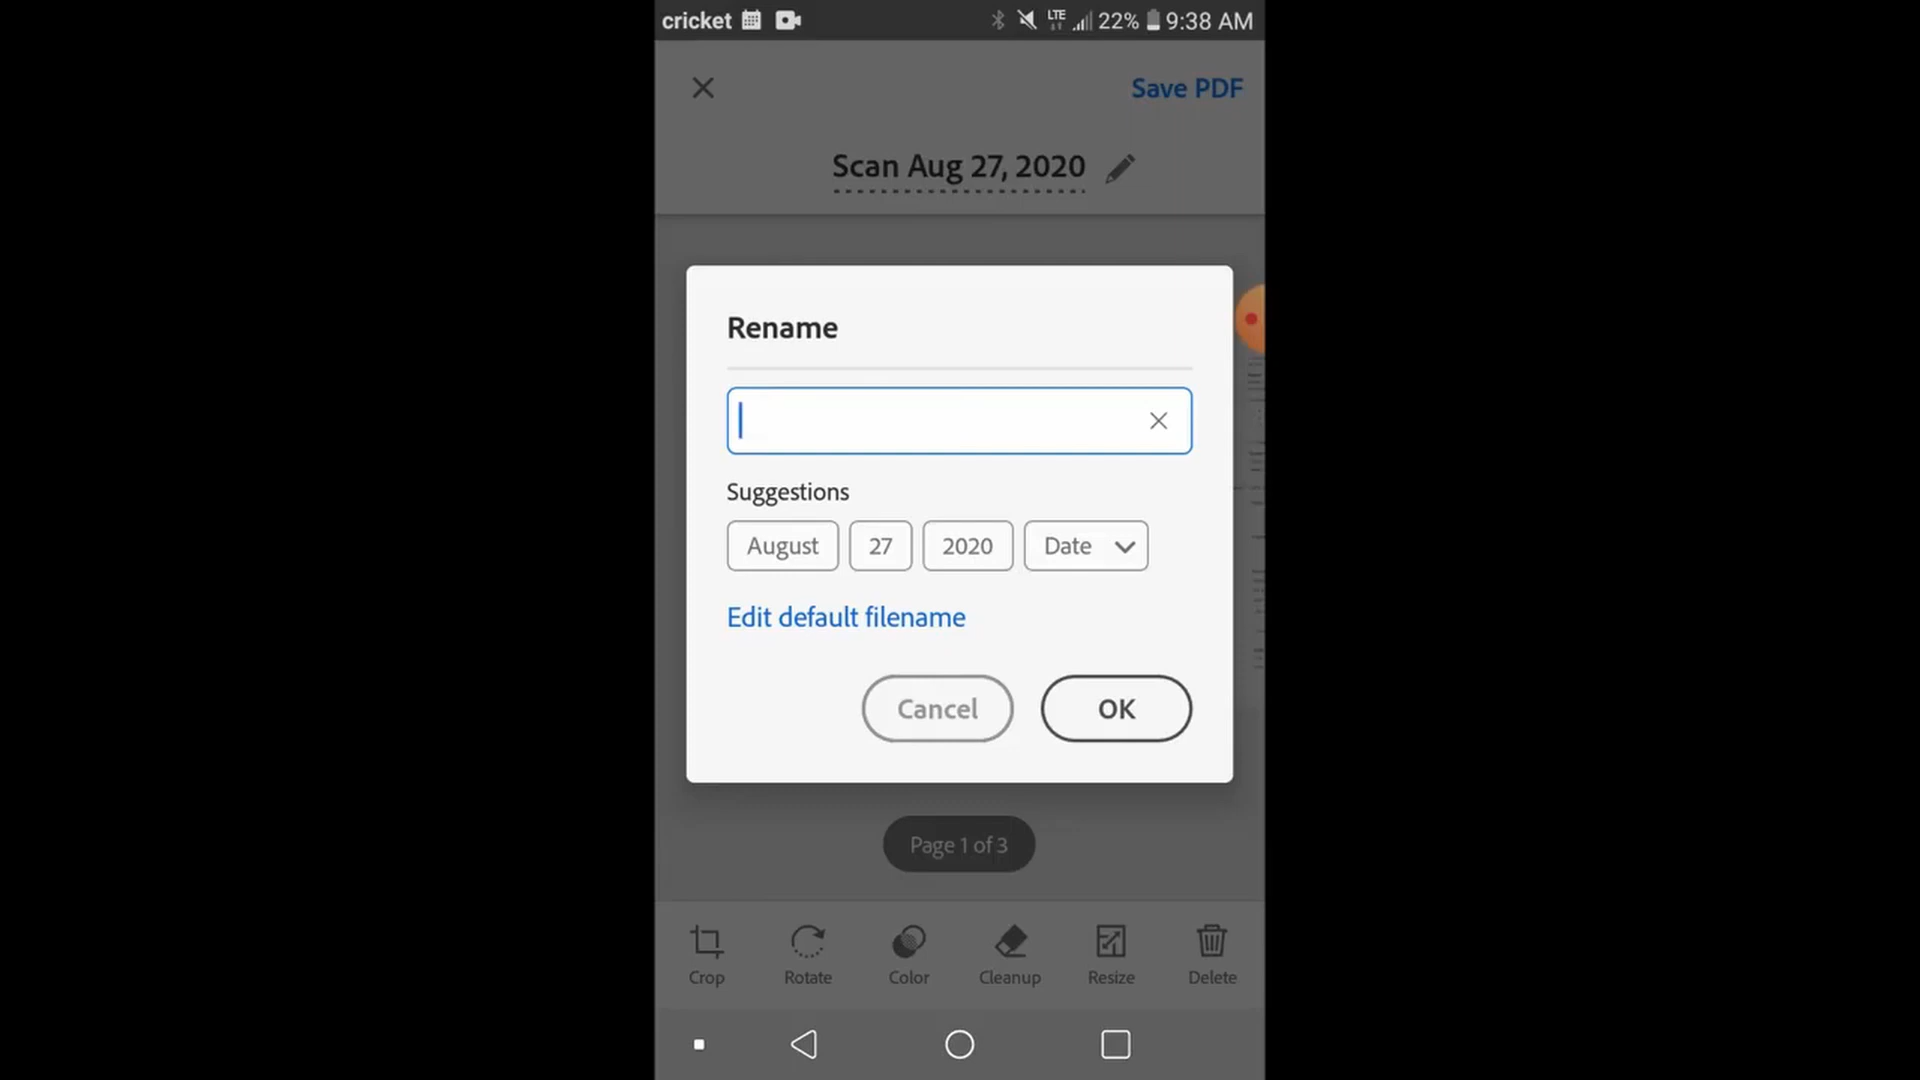 cricket LTE 22% 9:38 AM
Save PDF
Scan Aug 27, 2020
Rename
Suggestions
August 27 2020 Date
Edit default filename
Cancel OK
Page 1 of 3
Crop Rotate Color Cleanup Resize Delete